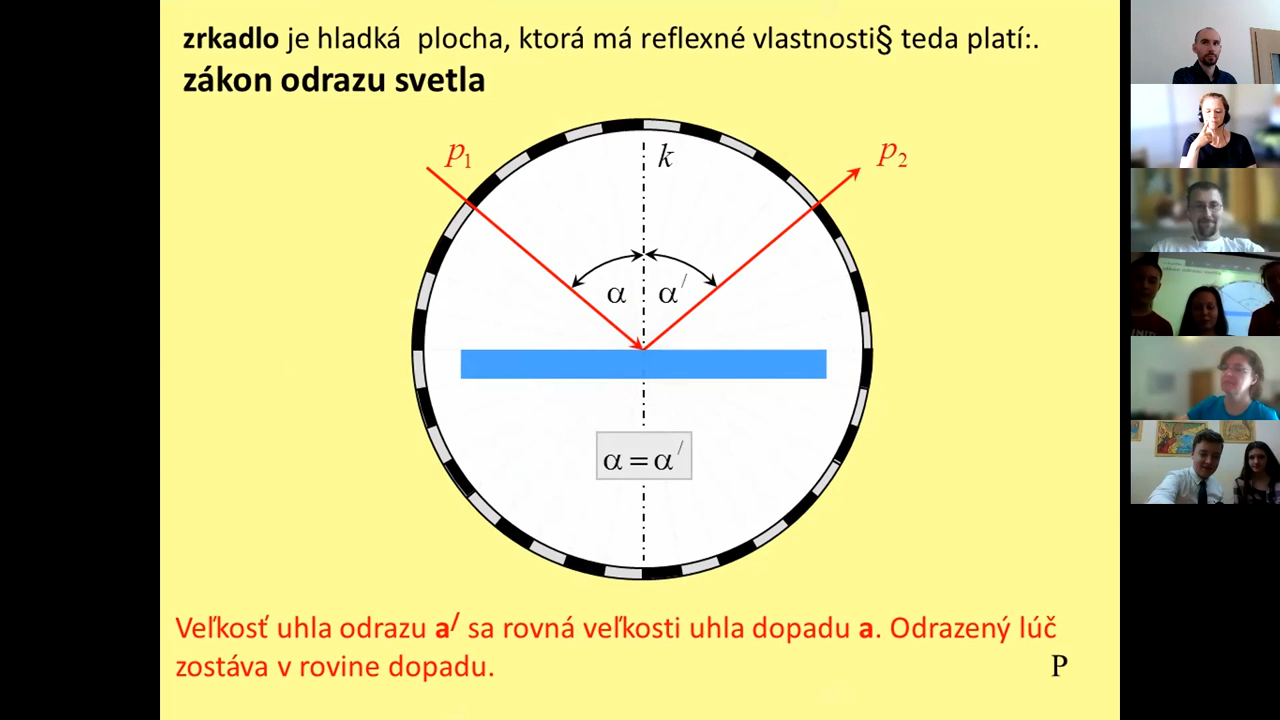 zrkadlo je hladká plocha, ktorá má reflexné vlastnosti§ teda platí:.
zákon odrazu svetla
p₁
k
p₂
α
α′
α = α′
Veľkosť uhla odrazu a/ sa rovná veľkosti uhla dopadu a. Odrazený lúč
zostáva v rovine dopadu.
P